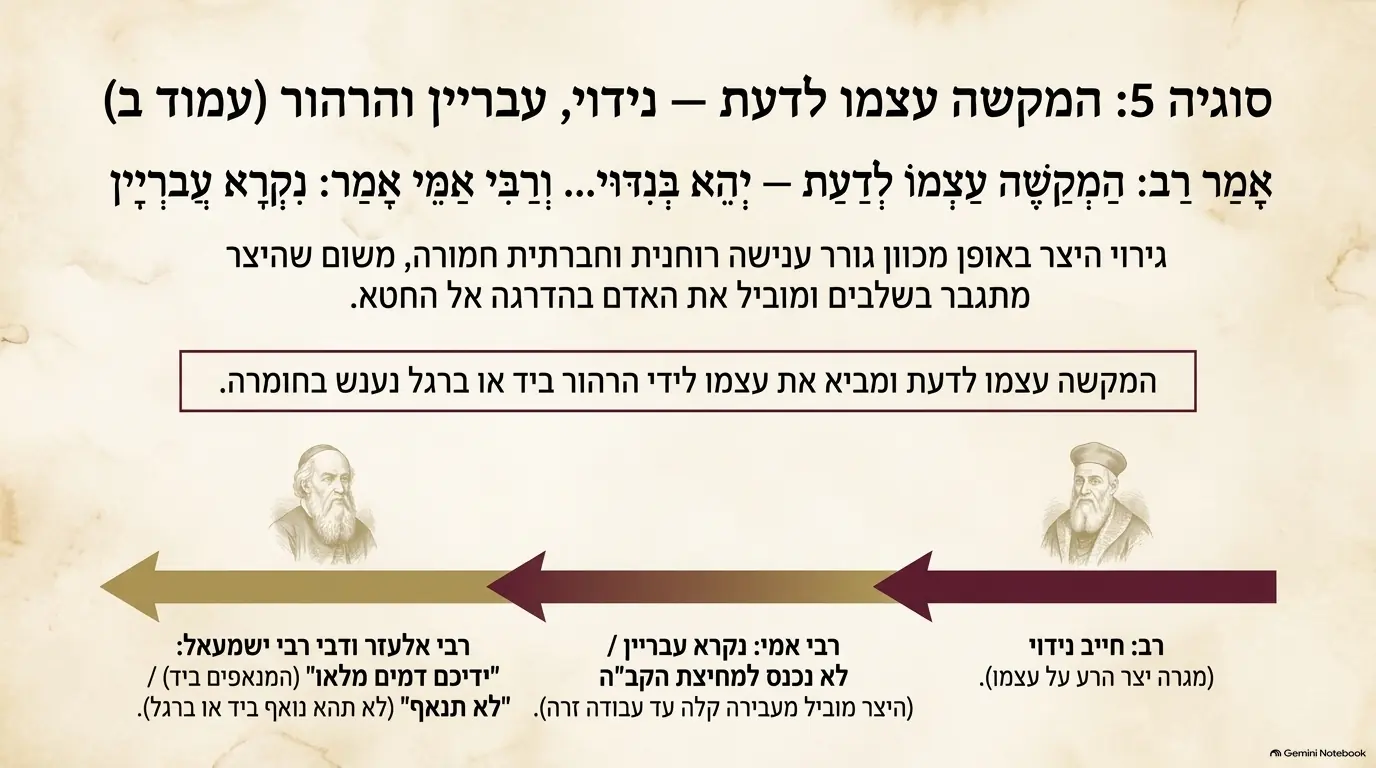 סוגיה 5: המקשה עצמו לדעת – נידוי, עבריין והרהור (עמוד ב)
אָמַר רַב: הַמְקַשֶּׁה עַצְמוֹ לְדַעַת – יְהֵא בְּנִדּוּי... וְרַבִּי אַמֵּי אָמַר: נִקְרָא עֲבַרְיָין
גירוי היצר באופן מכוון גורר ענישה רוחנית וחברתית חמורה, משום שהיצר
מתגבר בשלבים ומוביל את האדם בהדרגה אל החטא.
המקשה עצמו לדעת ומביא את עצמו לידי הרהור ביד או ברגל נענש בחומרה.
רב: חייב נידוי
(מגרה יצר הרע על עצמו).
רבי אמי: נקרא עבריין /
לא נכנס למחיצת הקב"ה
(היצר מוביל מעבירה קלה עד עבודה זרה).
רבי אלעזר ודבי רבי ישמעאל:
"ידיכם דמים מלאו" (המנאפים ביד) /
"לא תנאף" (לא תהא נואף ביד או ברגל).
Gemini Notebook